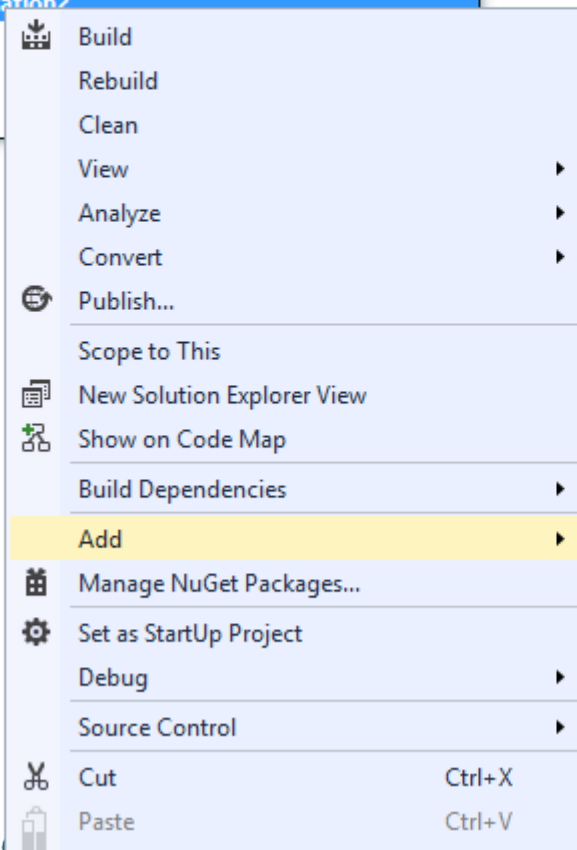 Build
Rebuild
Clean
View
Analyze
Convert
Publish...
Scope to This
New Solution Explorer View
Show on Code Map
Build Dependencies
Add
Manage NuGet Packages...
Set as StartUp Project
Debug
Source Control
Cut Ctrl+X
Paste Ctrl+V